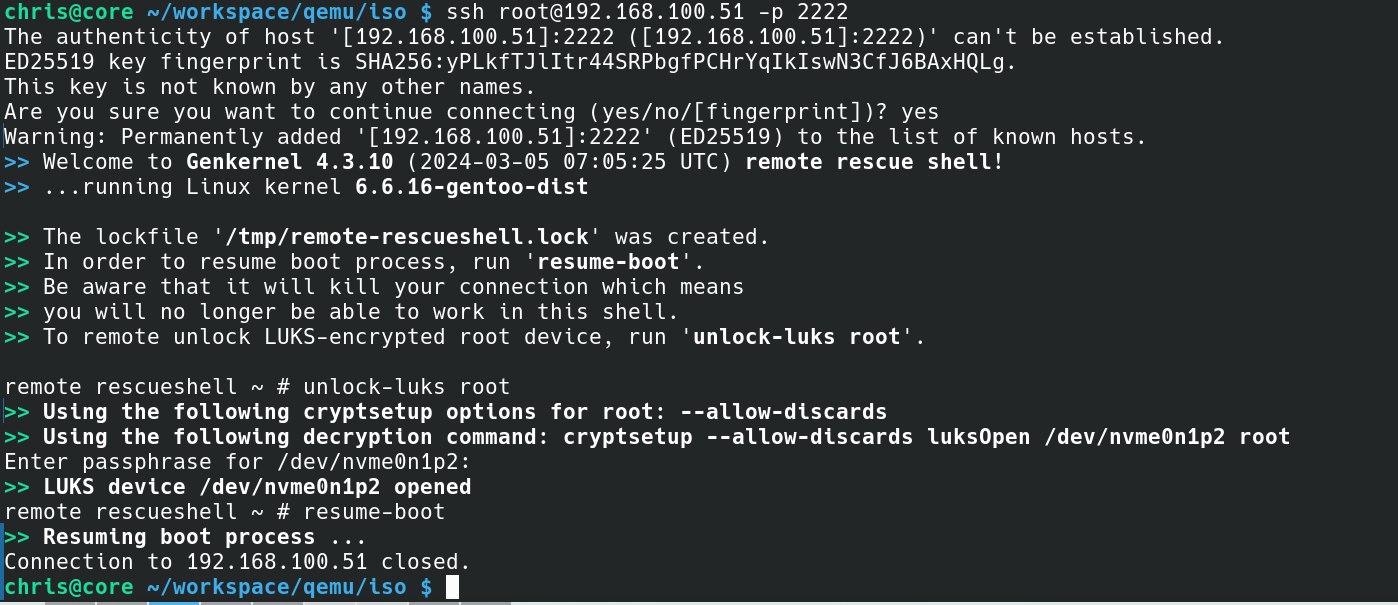 chris@core ~/workspace/qemu/iso $ ssh root@192.168.100.51 -p 2222
The authenticity of host '[192.168.100.51]:2222 ([192.168.100.51]:2222)' can't be established.
ED25519 key fingerprint is SHA256:yPLkfTJlItr44SRPbgfPCHrYqIkIswN3CfJ6BAxHQLg.
This key is not known by any other names.
Are you sure you want to continue connecting (yes/no/[fingerprint])? yes
Warning: Permanently added '[192.168.100.51]:2222' (ED25519) to the list of known hosts.
>> Welcome to Genkernel 4.3.10 (2024-03-05 07:05:25 UTC) remote rescue shell!
>> ...running Linux kernel 6.6.16-gentoo-dist
>> The lockfile '/tmp/remote-rescueshell.lock' was created.
>> In order to resume boot process, run 'resume-boot'.
>> Be aware that it will kill your connection which means
>> you will no longer be able to work in this shell.
>> To remote unlock LUKS-encrypted root device, run 'unlock-luks root'.
remote rescueshell ~ # unlock-luks root
>> Using the following cryptsetup options for root: --allow-discards
>> Using the following decryption command: cryptsetup --allow-discards luksOpen /dev/nvme0n1p2 root
Enter passphrase for /dev/nvme0n1p2:
>> LUKS device /dev/nvme0n1p2 opened
remote rescueshell ~ # resume-boot
>> Resuming boot process ...
Connection to 192.168.100.51 closed.
chris@core ~/workspace/qemu/iso $